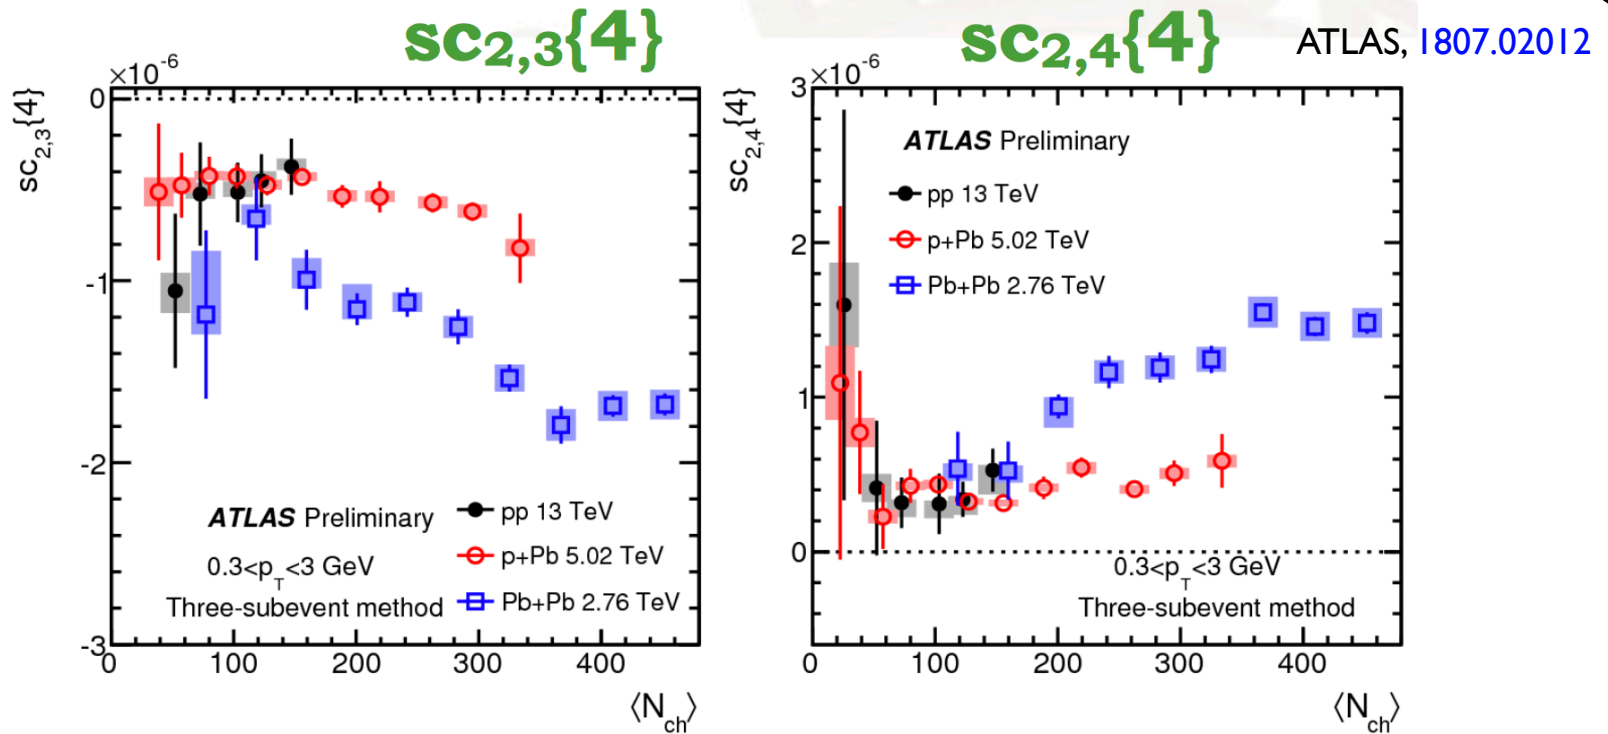 sc2,3{4}
sc2,4{4}
ATLAS, 1807.02012
×10-6
sc2,3{4}
0
-1
-2
-3
ATLAS Preliminary
0.3<pT<3 GeV
Three-subevent method
pp 13 TeV
p+Pb 5.02 TeV
Pb+Pb 2.76 TeV
0 100 200 300 400
⟨Nch⟩
×10-6
sc2,4{4}
3
2
1
0
ATLAS Preliminary
pp 13 TeV
p+Pb 5.02 TeV
Pb+Pb 2.76 TeV
0.3<pT<3 GeV
Three-subevent method
0 100 200 300 400
⟨Nch⟩